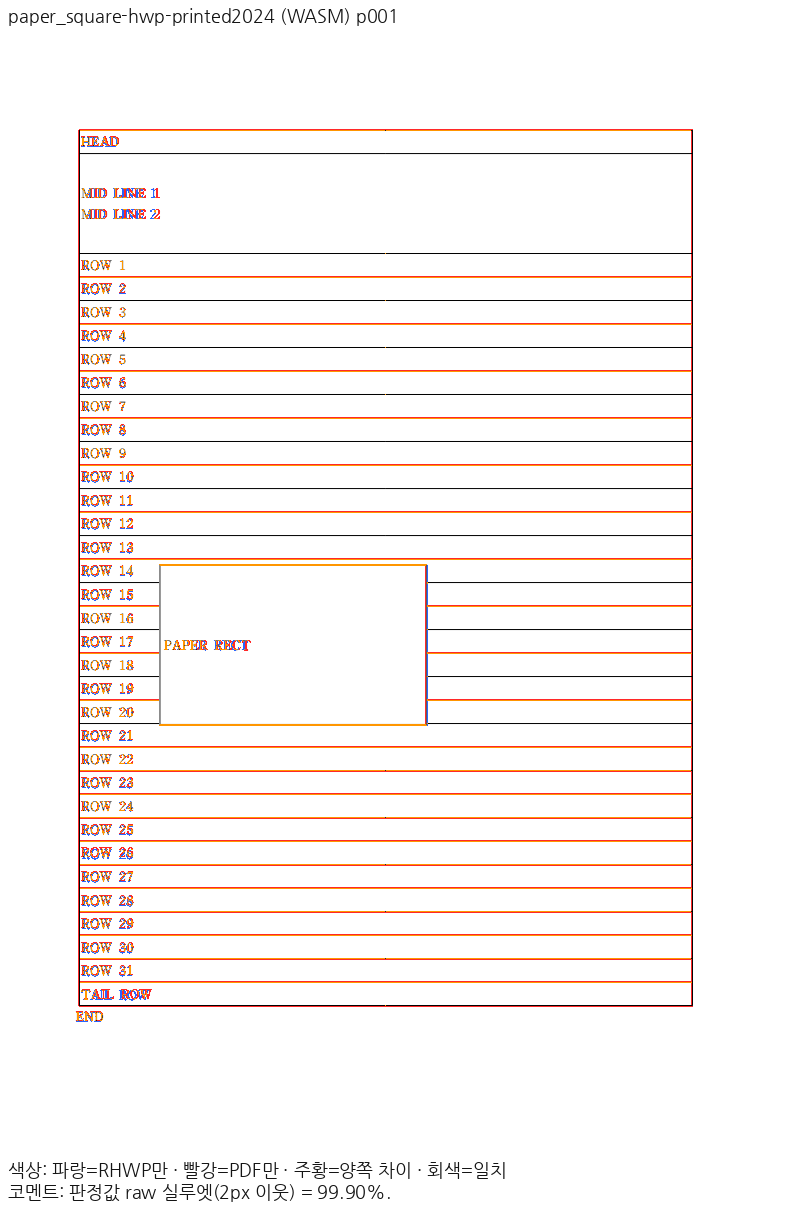 paper_square-hwp-printed2024 (WASM) p001
HEAD
MID LINE 1
MID LINE 2
ROW 1
ROW 2
ROW 3
ROW 4
ROW 5
ROW 6
ROW 7
ROW 8
ROW 9
ROW 10
ROW 11
ROW 12
ROW 13
ROW 14
ROW 15
ROW 16
ROW 17
PAPER RECT
ROW 18
ROW 19
ROW 20
ROW 21
ROW 22
ROW 23
ROW 24
ROW 25
ROW 26
ROW 27
ROW 28
ROW 29
ROW 30
ROW 31
TAIL ROW
END
색상: 파랑=RHWP만 · 빨강=PDF만 · 주황=양쪽 차이 · 회색=일치
코멘트: 판정값 raw 실루엣(2px 이웃) = 99.90%.